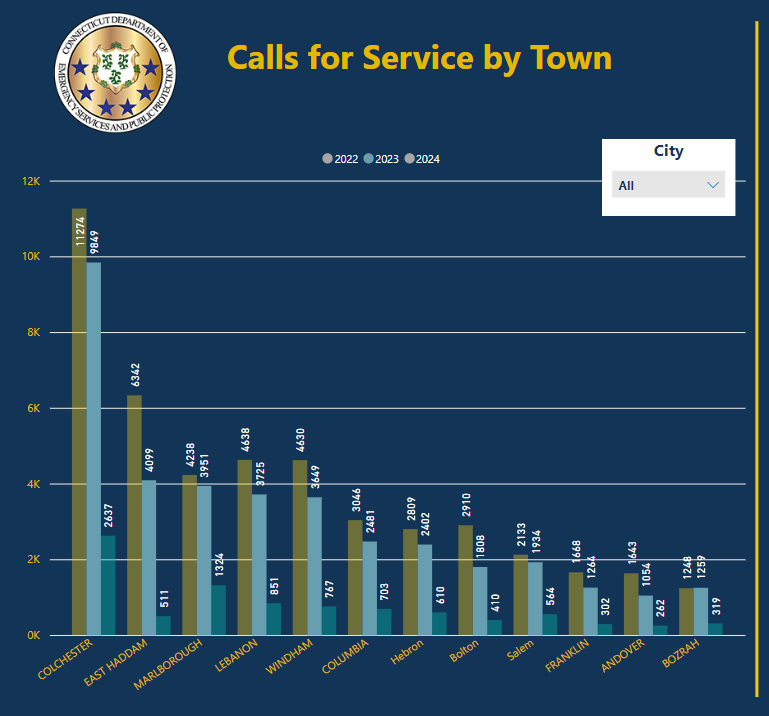 CONNECTICUT DEPARTMENT OF
EMERGENCY SERVICES AND PUBLIC PROTECTION
Calls for Service by Town
2022 2023 2024
City
All
12K
10K
8K
6K
4K
2K
0K
11274 9849 2637
6342 4099 511
4238 3951 1324
4638 3725 851
4630 3649 767
3046 2481 703
2809 2402 610
2910 1808 410
2133 1934 564
1668 1264 302
1643 1054 262
1248 1259 319
COLCHESTER
EAST HADDAM
MARLBOROUGH
LEBANON
WINDHAM
COLUMBIA
Hebron
Bolton
Salem
FRANKLIN
ANDOVER
BOZRAH